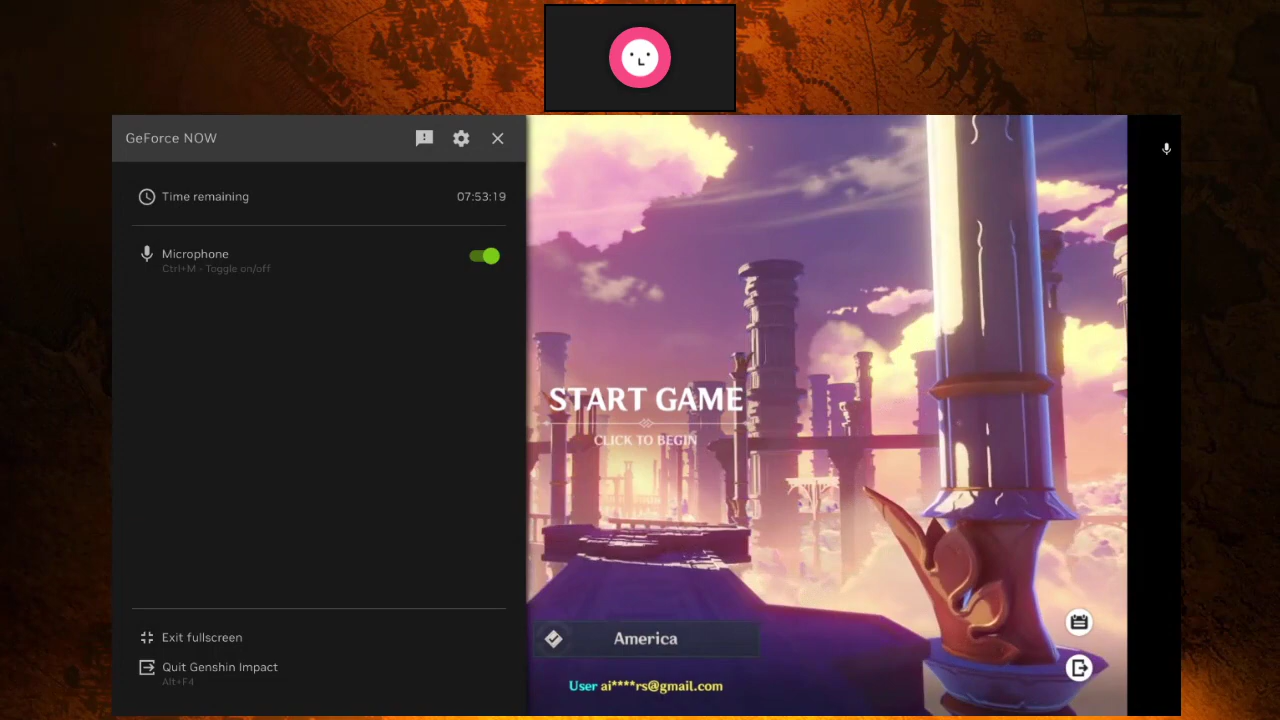 GeForce NOW
Time remaining
07:53:19
Microphone
Ctrl+M - Toggle on/off
START GAME
CLICK TO BEGIN
America
User ai****rs@gmail.com
Exit fullscreen
Quit Genshin Impact
Alt+F4